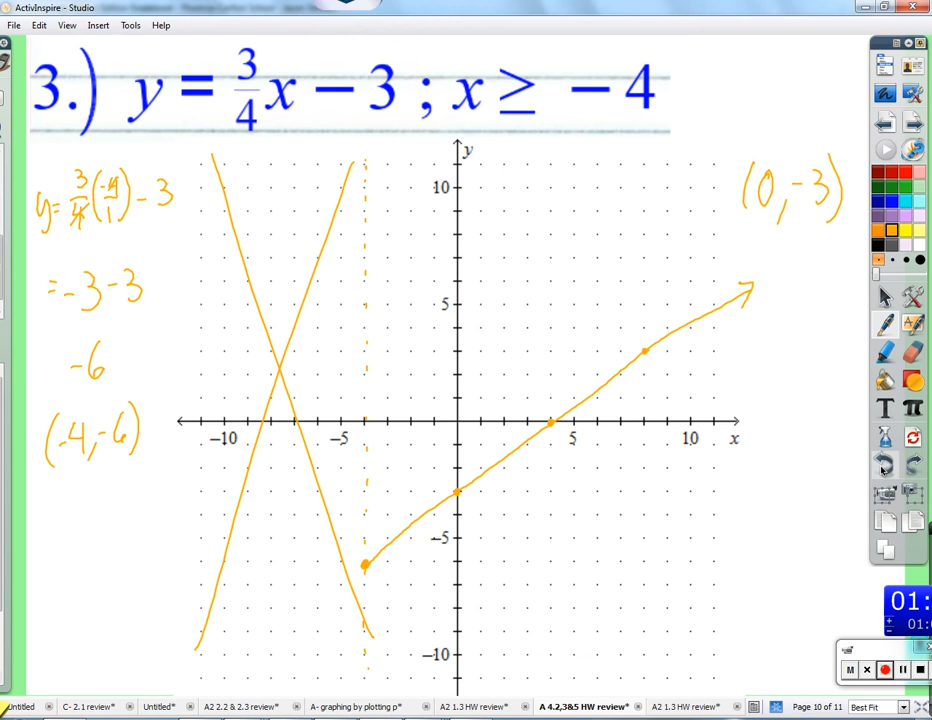 ActivInspire - Studio
File Edit View Insert Tools Help
3.) y = 3/4 x − 3 ; x ≥ − 4
y = 3/4 (-4/1) - 3
= -3 - 3
-6
(-4, -6)
(0, -3)
y
10
5
−10 −5 5 10 x
−5
−10
T π
01:
01:
M
Untitled C- 2.1 review* Untitled* A2 2.2 & 2.3 review* A- graphing by plotting p* A2 1.3 HW review* A 4.2,3&5 HW review* A2 1.3 HW review* Page 10 of 11 Best Fit